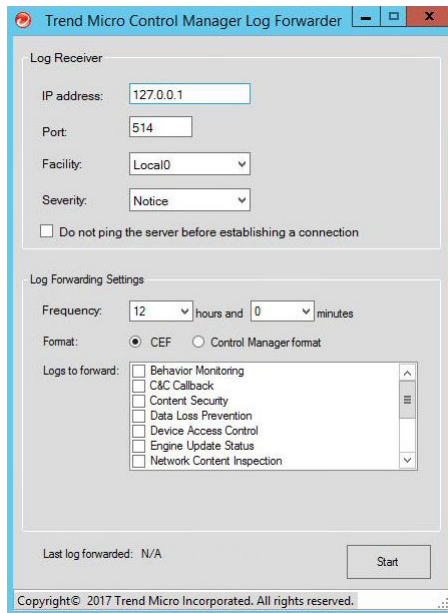 Trend Micro Control Manager Log Forwarder
Log Receiver
IP address: 127.0.0.1
Port: 514
Facility: Local0
Severity: Notice
Do not ping the server before establishing a connection
Log Forwarding Settings
Frequency: 12 hours and 0 minutes
Format: CEF Control Manager format
Logs to forward: Behavior Monitoring
C&C Callback
Content Security
Data Loss Prevention
Device Access Control
Engine Update Status
Network Content Inspection
Last log forwarded: N/A
Start
Copyright© 2017 Trend Micro Incorporated. All rights reserved.